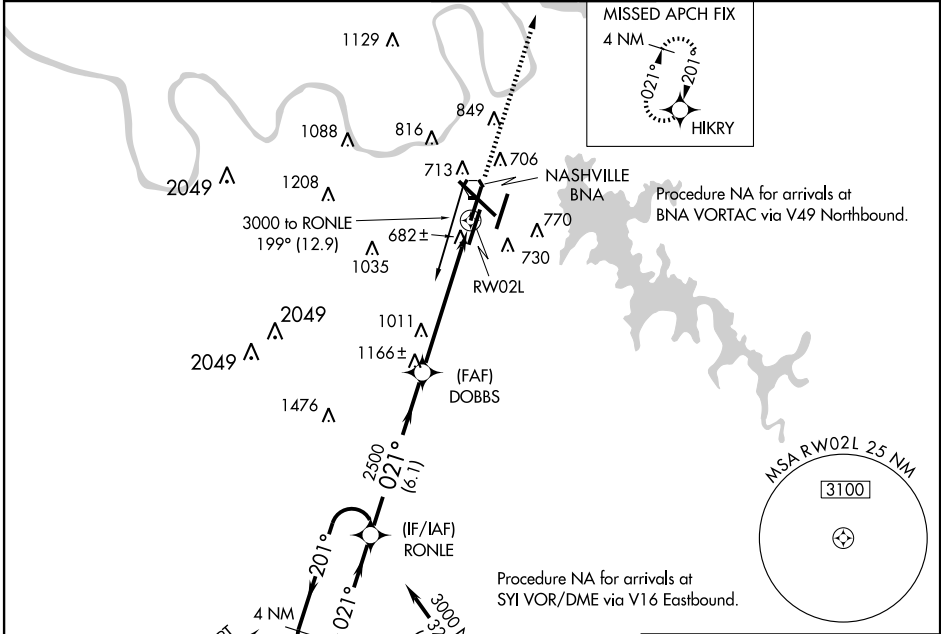 MISSED APCH FIX
4 NM
021°
201°
HIKRY
1129
849
1088
816
713
706
NASHVILLE
BNA
2049
1208
Procedure NA for arrivals at
BNA VORTAC via V49 Northbound.
3000 to RONLE
199° (12.9)
682 ±
770
730
1035
RW02L
2049
1011
2049
1166 ±
(FAF)
DOBBS
1476
2500
021°
(6.1)
MSA RW02L 25 NM
3100
(IF/IAF)
RONLE
201°
021°
4 NM
Procedure NA for arrivals at
SYI VOR/DME via V16 Eastbound.
3000